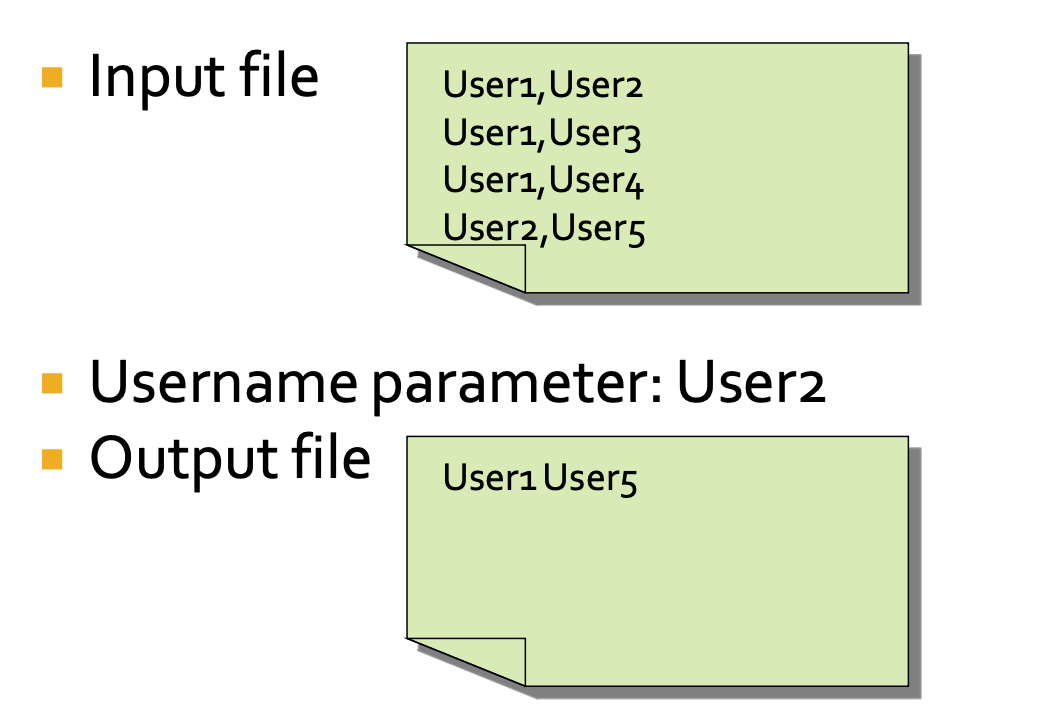 Input file
User1,User2
User1,User3
User1,User4
User2,User5
Username parameter: User2
Output file
User1 User5